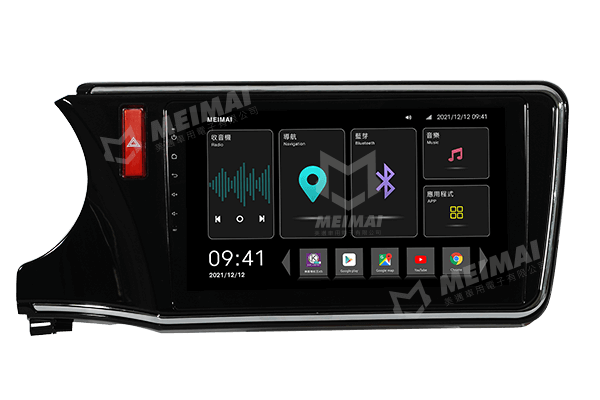 MEIMAI
2021/12/12 09:41
收音機
Radio
導航
Navigation
藍芽
Bluetooth
音樂
Music
應用程式
APP
09:41
2021/12/12
Google play
Google map
YouTube
Chrome
MEIMAI
MEIMAI
MEIMAI